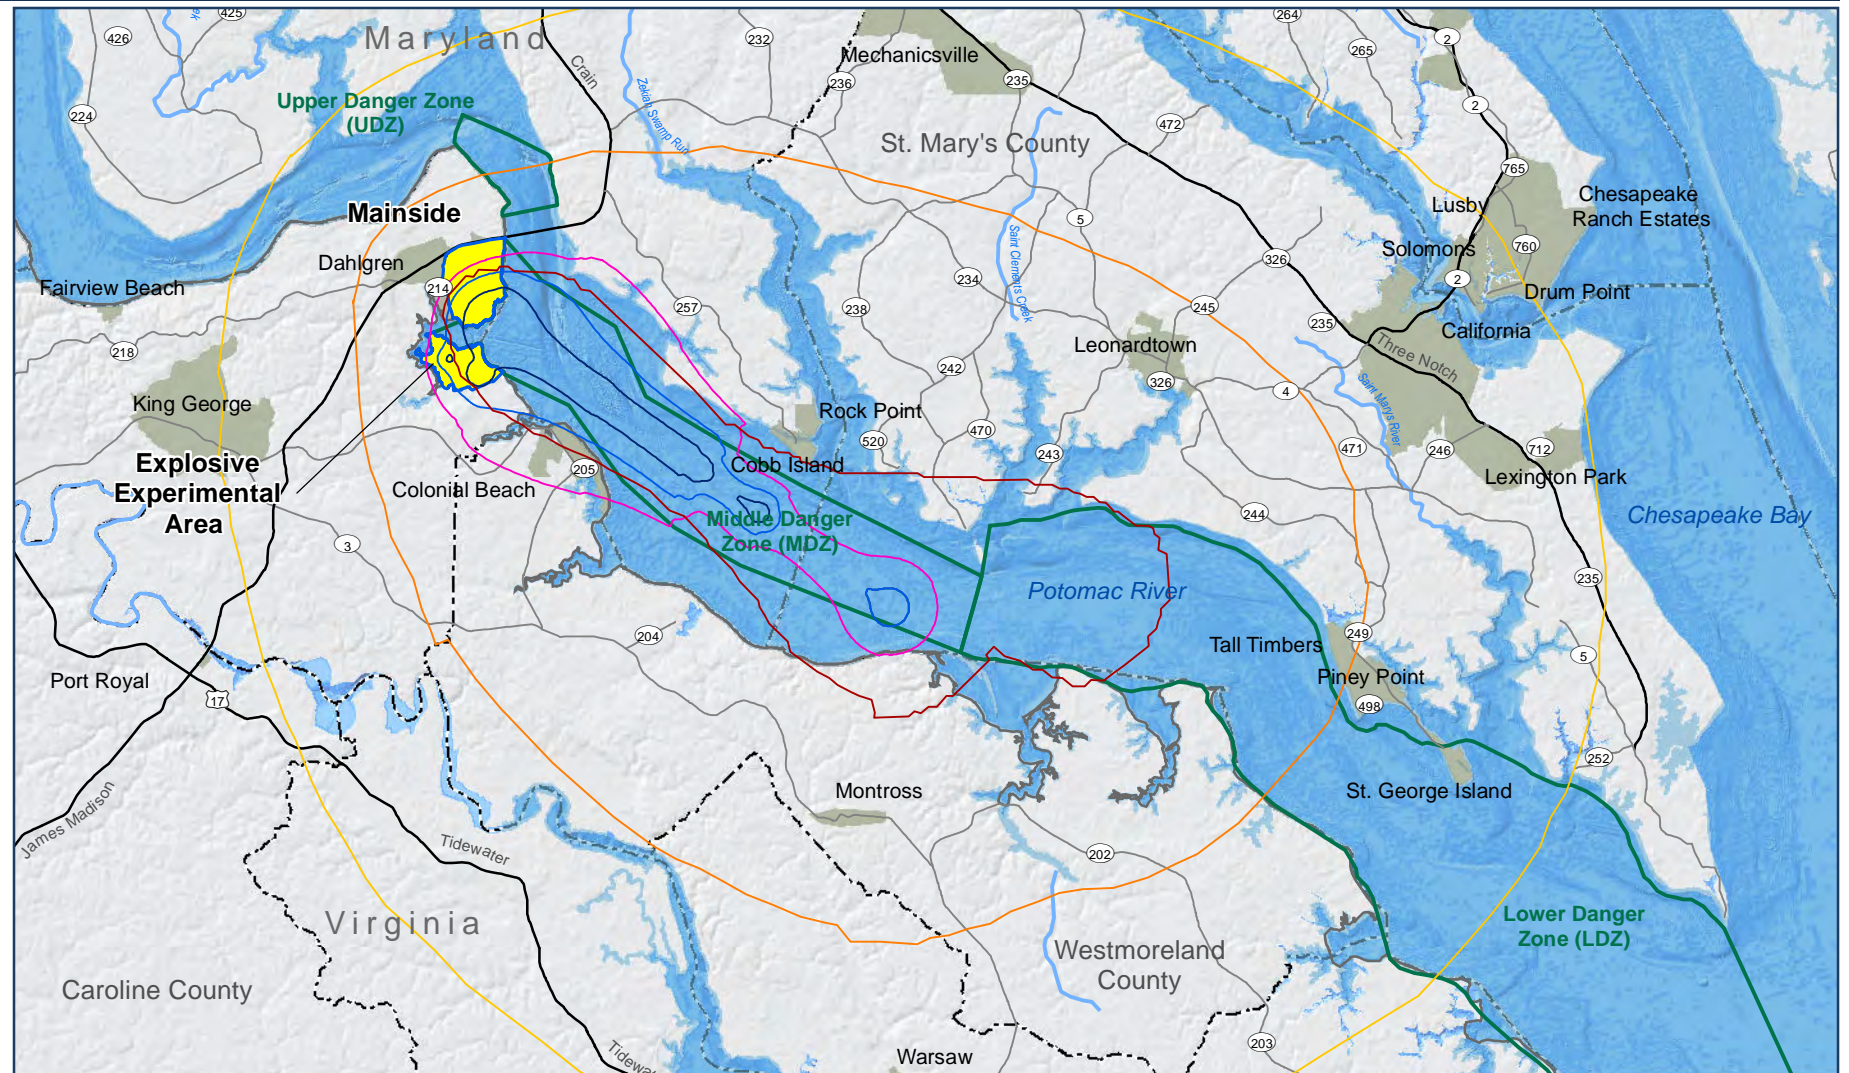 425
426
Maryland
232
264
2
265
Mechanicsville
236
235
Crain
Zekiah Swamp Run
224
Upper Danger Zone
(UDZ)
2
472
St. Mary's County
765
Chesapeake
Ranch Estates
Lusby
Mainside
5
Solomons
760
Dahlgren
Saint Clements Creek
326
Fairview Beach
214
234
2
Drum Point
257
238
245
235
California
218
Leonardtown
Three Notch
242
326
4
Saint Mary's River
King George
Rock Point
520
470
471
246
712
Explosive
Experimental
Area
205
Cobb Island
243
Lexington Park
Colonial Beach
244
Middle Danger
Zone (MDZ)
Chesapeake Bay
3
Potomac River
235
204
249
Tall Timbers
5
Port Royal
17
Piney Point
498
252
Montross
St. George Island
James Madison
Tidewater
202
Virginia
Lower Danger
Zone (LDZ)
Westmoreland
County
Caroline County
203
Warsaw